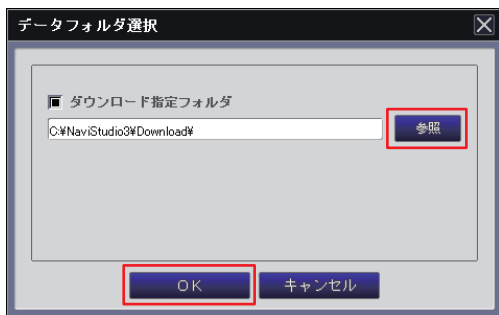 データフォルダ選択
ダウンロード指定フォルダ
C:¥NaviStudio3¥Download¥
参照
OK
キャンセル